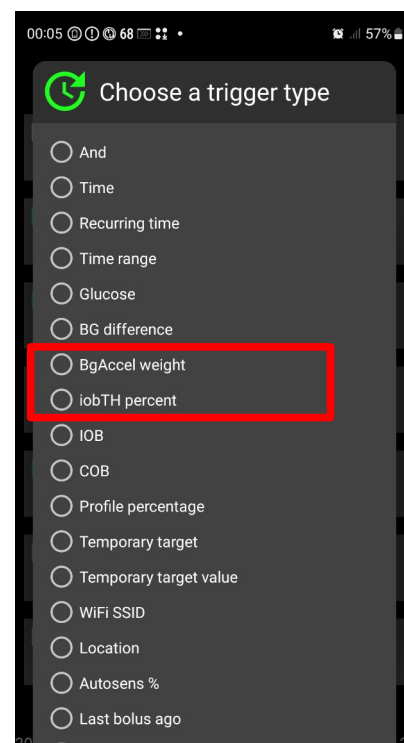 00:05 68 57%
Choose a trigger type
And
Time
Recurring time
Time range
Glucose
BG difference
BgAccel weight
iobTH percent
IOB
COB
Profile percentage
Temporary target
Temporary target value
WiFi SSID
Location
Autosens %
Last bolus ago